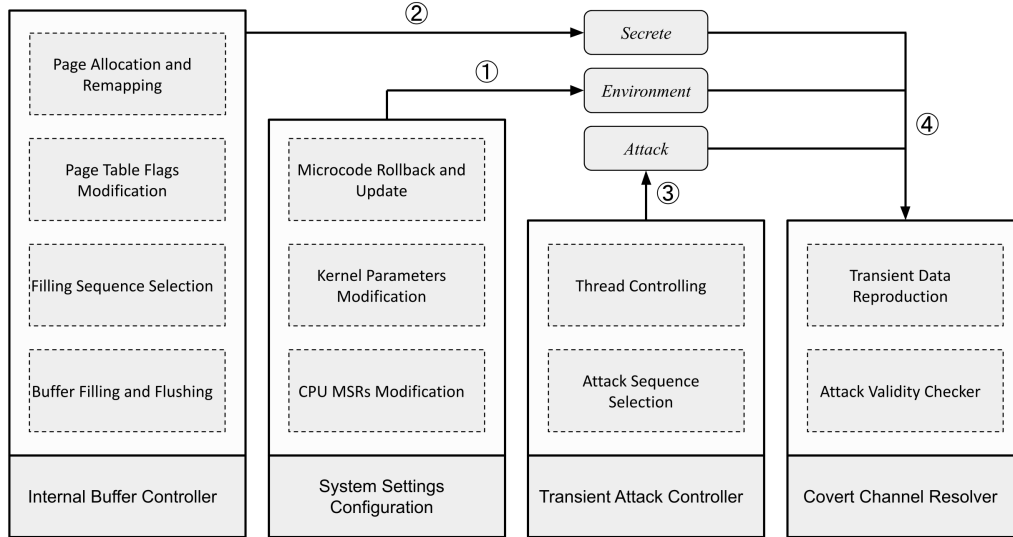 ②
Secrete
①
Environment
④
Attack
③
Page Allocation and
Remapping
Page Table Flags
Modification
Filling Sequence Selection
Buffer Filling and Flushing
Internal Buffer Controller
Microcode Rollback and
Update
Kernel Parameters
Modification
CPU MSRs Modification
System Settings
Configuration
Thread Controlling
Attack Sequence
Selection
Transient Attack Controller
Transient Data
Reproduction
Attack Validity Checker
Covert Channel Resolver